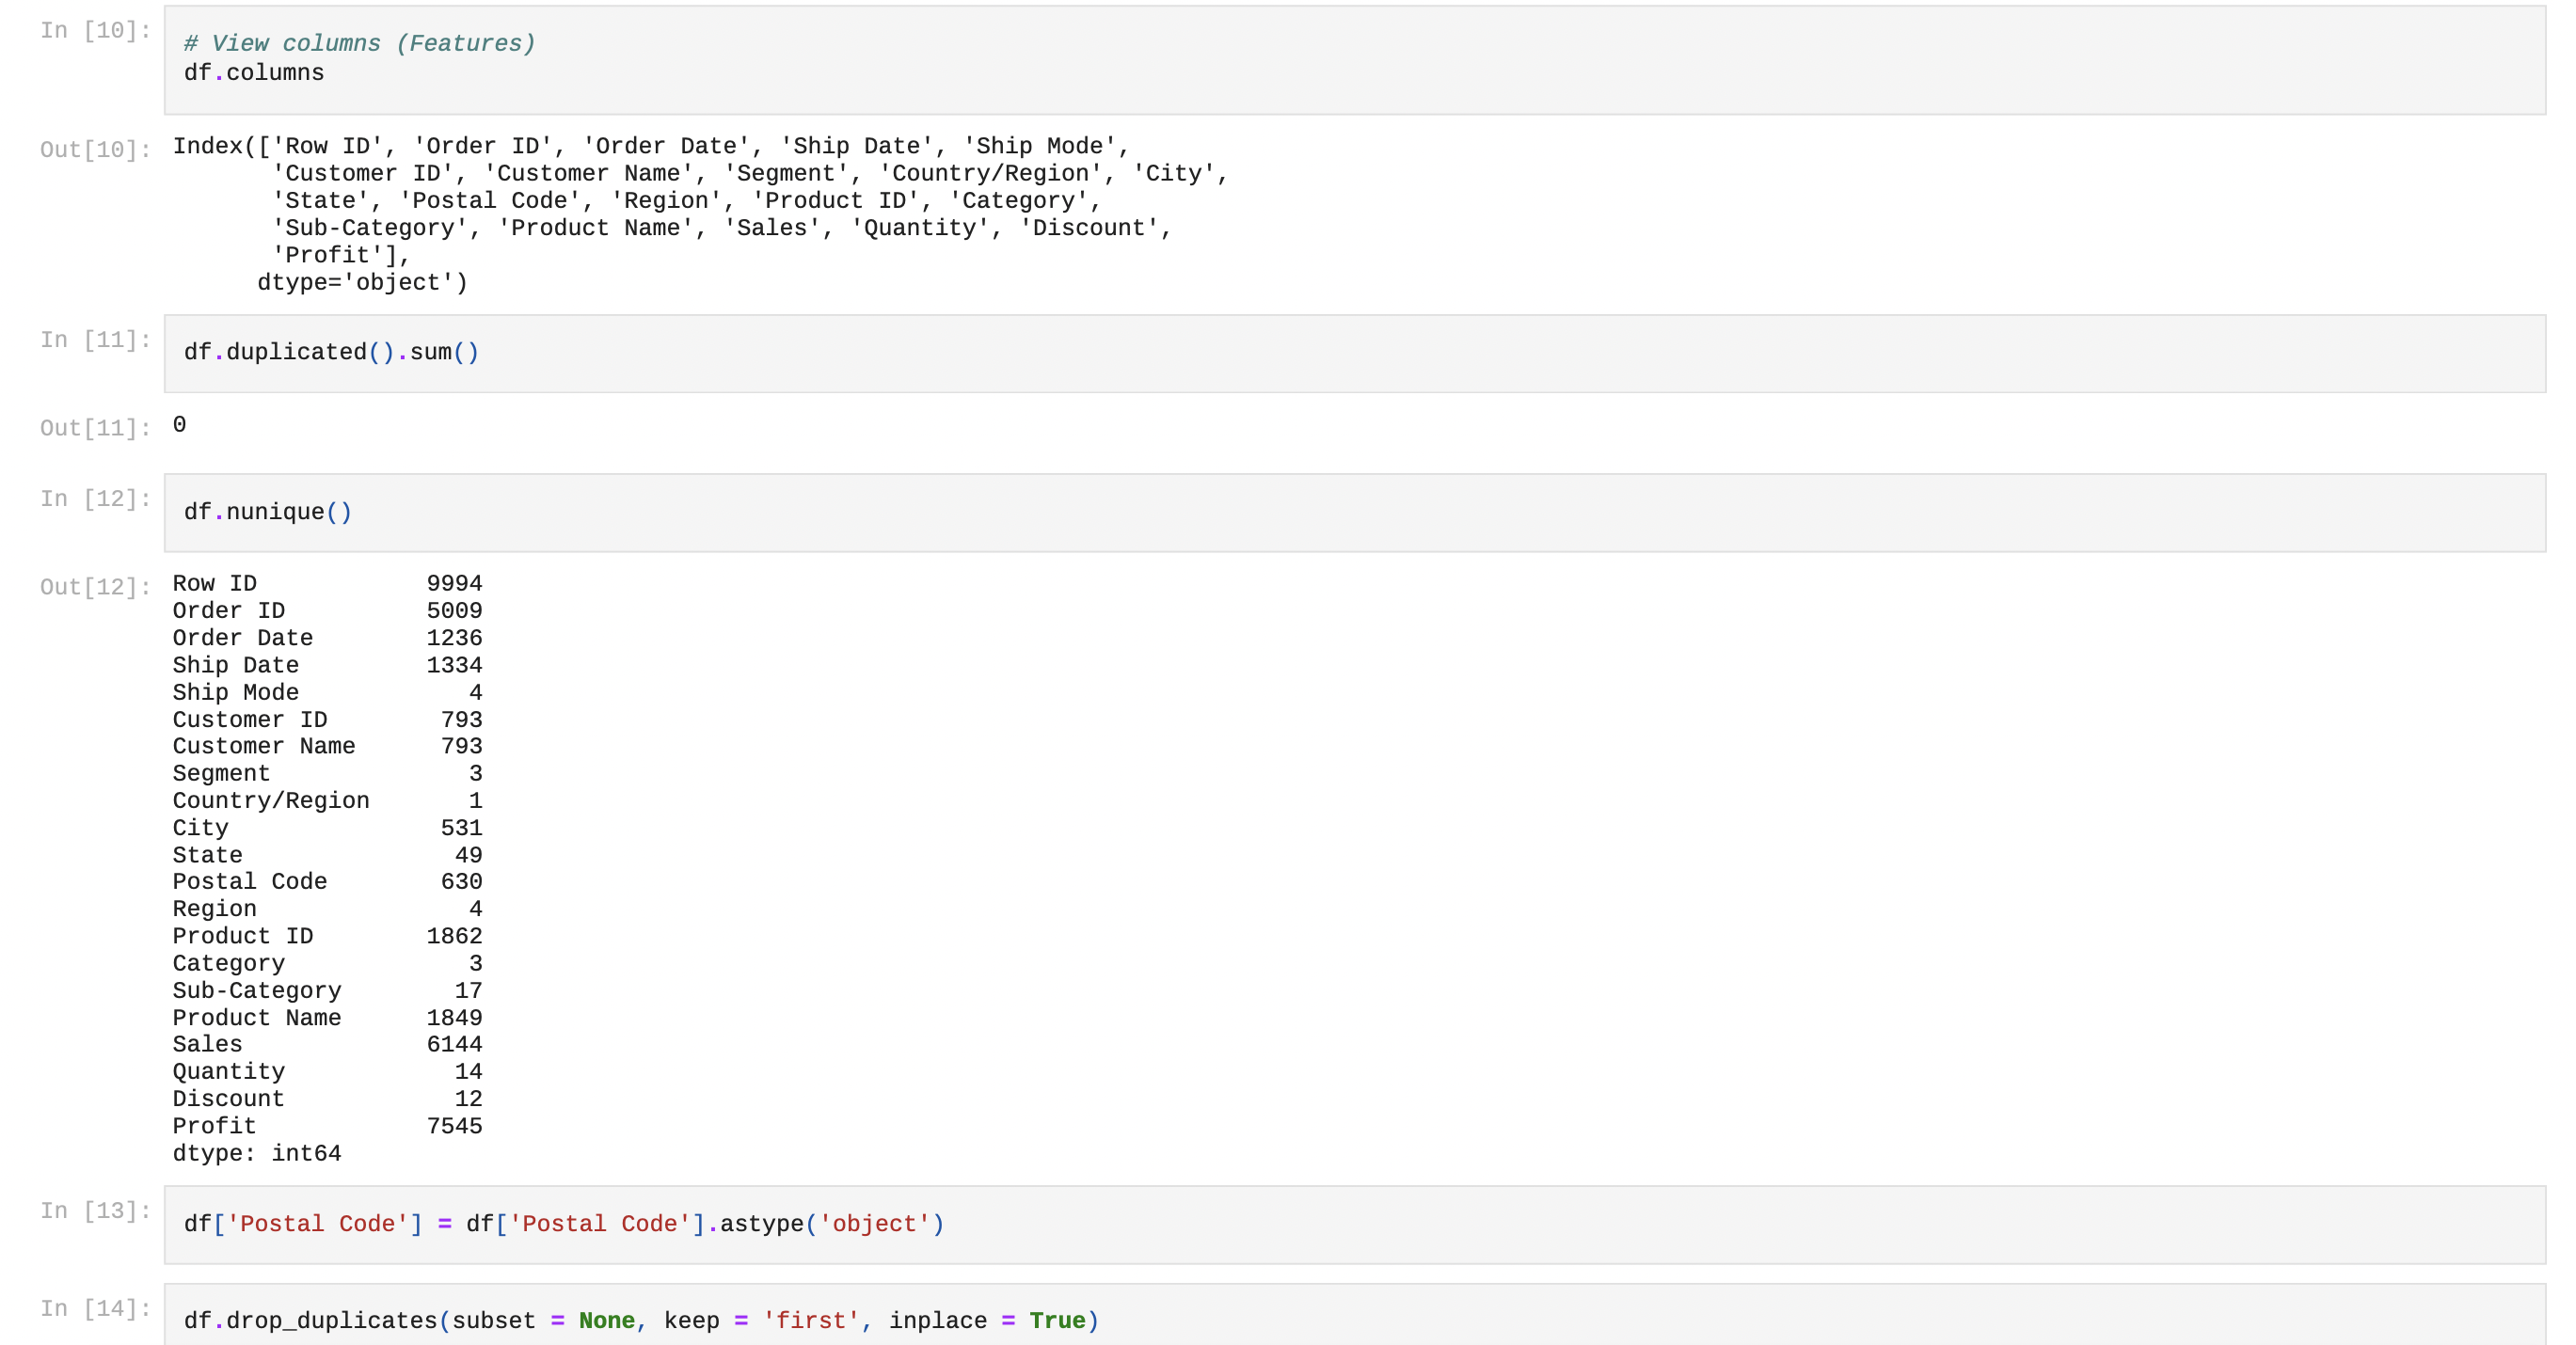 In [10]:
# View columns (Features)
df.columns
Out[10]:
Index(['Row ID', 'Order ID', 'Order Date', 'Ship Date', 'Ship Mode',
       'Customer ID', 'Customer Name', 'Segment', 'Country/Region', 'City',
       'State', 'Postal Code', 'Region', 'Product ID', 'Category',
       'Sub-Category', 'Product Name', 'Sales', 'Quantity', 'Discount',
       'Profit'],
      dtype='object')
In [11]:
df.duplicated().sum()
Out[11]:
0
In [12]:
df.nunique()
Out[12]:
Row ID            9994
Order ID          5009
Order Date        1236
Ship Date         1334
Ship Mode            4
Customer ID        793
Customer Name      793
Segment              3
Country/Region       1
City               531
State               49
Postal Code        630
Region               4
Product ID        1862
Category             3
Sub-Category        17
Product Name      1849
Sales             6144
Quantity            14
Discount            12
Profit            7545
dtype: int64
In [13]:
df['Postal Code'] = df['Postal Code'].astype('object')
In [14]:
df.drop_duplicates(subset = None, keep = 'first', inplace = True)